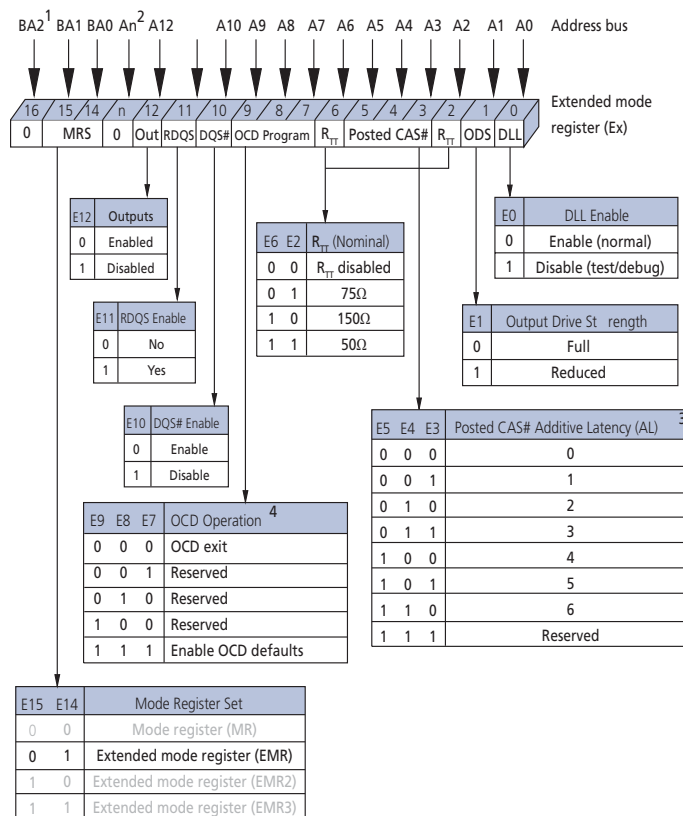 BA2¹ BA1 BA0 An² A12 A10 A9 A8 A7 A6 A5 A4 A3 A2 A1 A0 Address bus
16 15 14 n 12 11 10 9 8 7 6 5 4 3 2 1 0 Extended mode
register (Ex)
0 MRS 0 Out RDQS DQS# OCD Program RTT Posted CAS# RTT ODS DLL
E12 Outputs
0 Enabled
1 Disabled
E6 E2 RTT (Nominal)
0 0 RTT disabled
0 1 75Ω
1 0 150Ω
1 1 50Ω
E0 DLL Enable
0 Enable (normal)
1 Disable (test/debug)
E11 RDQS Enable
0 No
1 Yes
E1 Output Drive St rength
0 Full
1 Reduced
E10 DQS# Enable
0 Enable
1 Disable
E5 E4 E3 Posted CAS# Additive Latency (AL) 3
0 0 0 0
0 0 1 1
0 1 0 2
0 1 1 3
1 0 0 4
1 0 1 5
1 1 0 6
1 1 1 Reserved
E9 E8 E7 OCD Operation 4
0 0 0 OCD exit
0 0 1 Reserved
0 1 0 Reserved
1 0 0 Reserved
1 1 1 Enable OCD defaults
E15 E14 Mode Register Set
0 0 Mode register (MR)
0 1 Extended mode register (EMR)
1 0 Extended mode register (EMR2)
1 1 Extended mode register (EMR3)